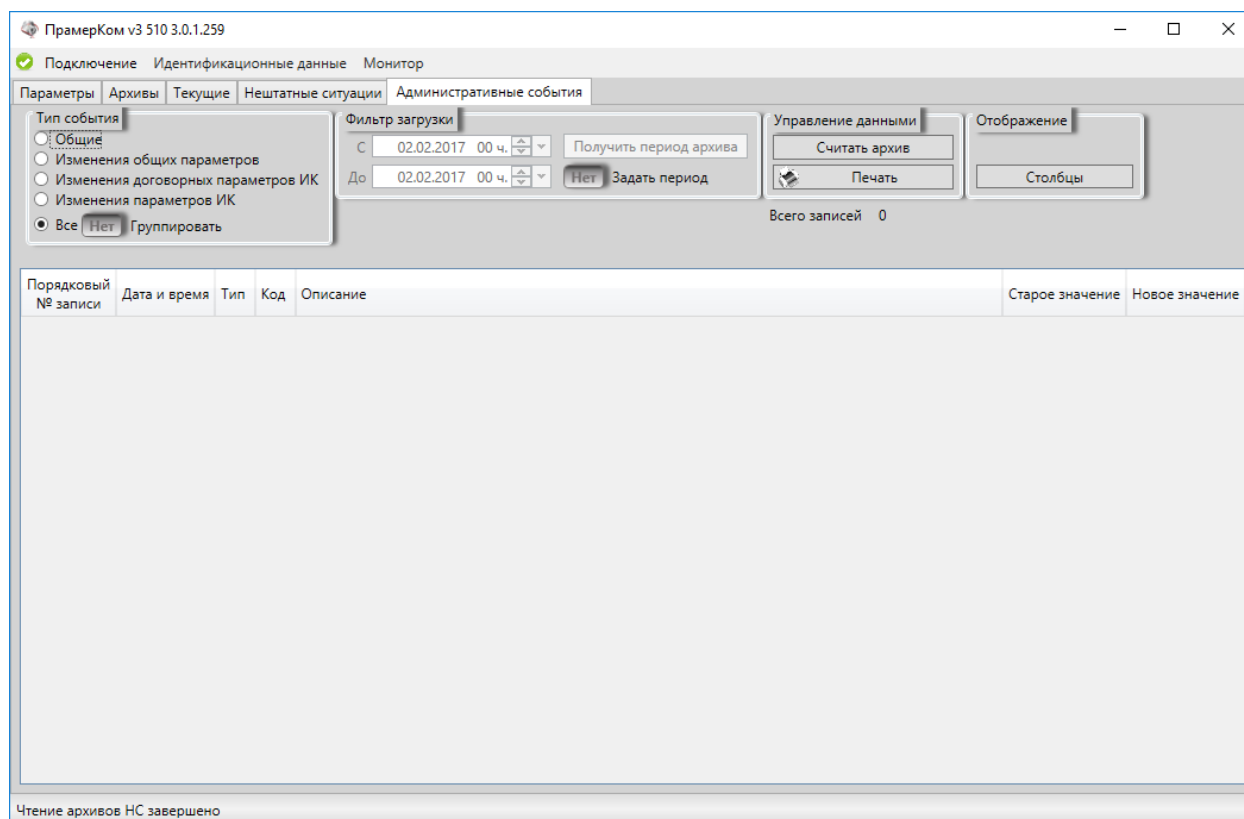 ПрамерКом v3 510 3.0.1.259
Подключение Идентификационные данные Монитор
Параметры Архивы Текущие Нештатные ситуации Административные события
Тип события
Общие
Изменения общих параметров
Изменения договорных параметров ИК
Изменения параметров ИК
Все Нет Группировать
Фильтр загрузки
С 02.02.2017 00 ч. Получить период архива
До 02.02.2017 00 ч. Нет Задать период
Управление данными
Считать архив
Печать
Всего записей 0
Отображение
Столбцы
Порядковый
№ записи
Дата и время Тип Код Описание Старое значение Новое значение
Чтение архивов НС завершено